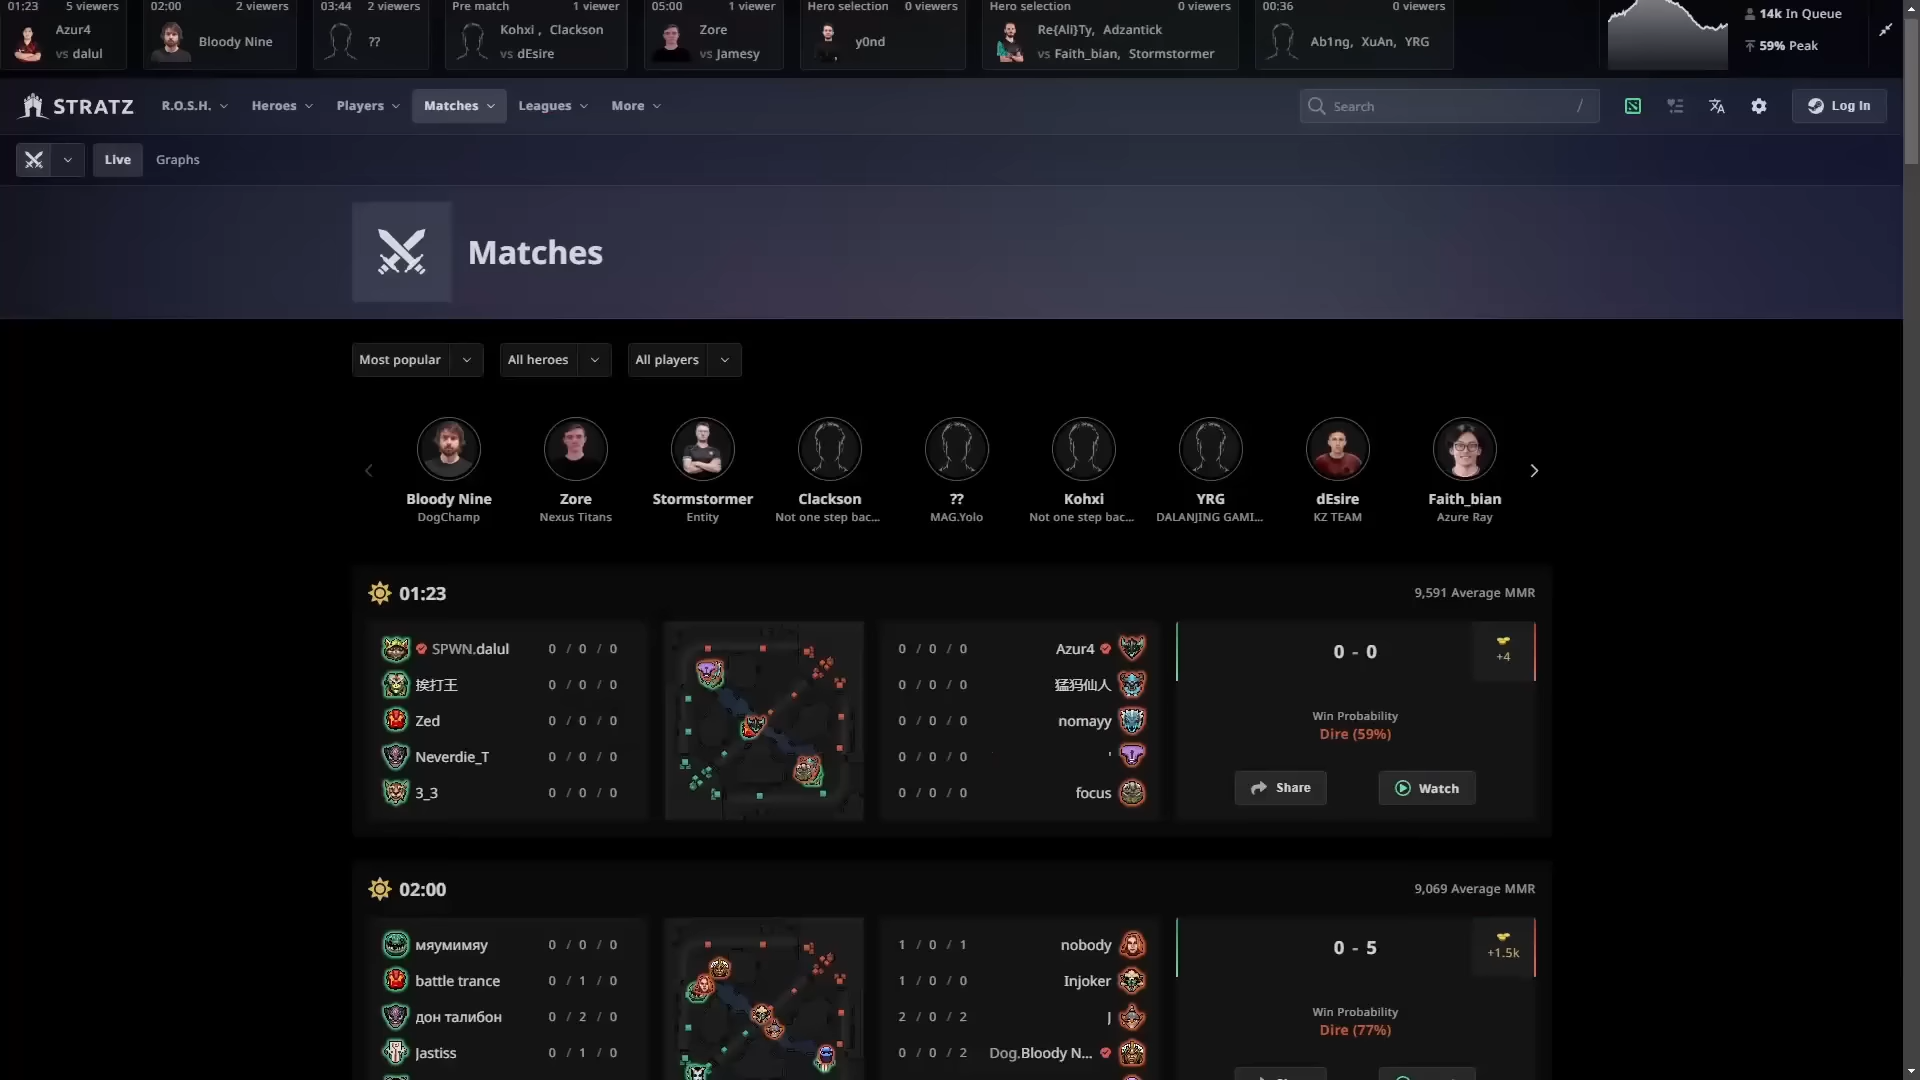 01:23 5 viewers
Azur4
vs dalul
02:00 2 viewers
Bloody Nine
03:44 2 viewers
??
Pre match 1 viewer
Kohxi , Clackson
vs dEsire
05:00 1 viewer
Zore
vs Jamesy
Hero selection 0 viewers
y0nd
Hero selection 0 viewers
Re{Ali}Ty, Adzantick
vs Faith_bian, Stormstormer
00:36 0 viewers
Ab1ng, XuAn, YRG
14k In Queue
59% Peak
STRATZ R.O.S.H. Heroes Players Matches Leagues More Search / Log In
Live Graphs
Matches
Most popular All heroes All players
Bloody Nine Zore Stormstormer Clackson ?? Kohxi YRG dEsire Faith_bian
DogChamp Nexus Titans Entity Not one step bac... MAG.Yolo Not one step bac... DALANJING GAMI... KZ TEAM Azure Ray
01:23 9,591 Average MMR
SPWN.dalul 0 / 0 / 0
挨打王 0 / 0 / 0
Zed 0 / 0 / 0
Neverdie_T 0 / 0 / 0
3_3 0 / 0 / 0
0 / 0 / 0 Azur4
0 / 0 / 0 猛犸仙人
0 / 0 / 0 nomayy
0 / 0 / 0 '
0 / 0 / 0 focus
0 - 0
+4
Win Probability
Dire (59%)
Share Watch
02:00 9,069 Average MMR
мяумимяу 0 / 0 / 0
battle trance 0 / 1 / 0
дон талибон 0 / 2 / 0
Jastiss 0 / 1 / 0
1 / 0 / 1 nobody
1 / 0 / 0 Injoker
2 / 0 / 2 J
0 / 0 / 2 Dog.Bloody N...
0 - 5
+1.5k
Win Probability
Dire (77%)